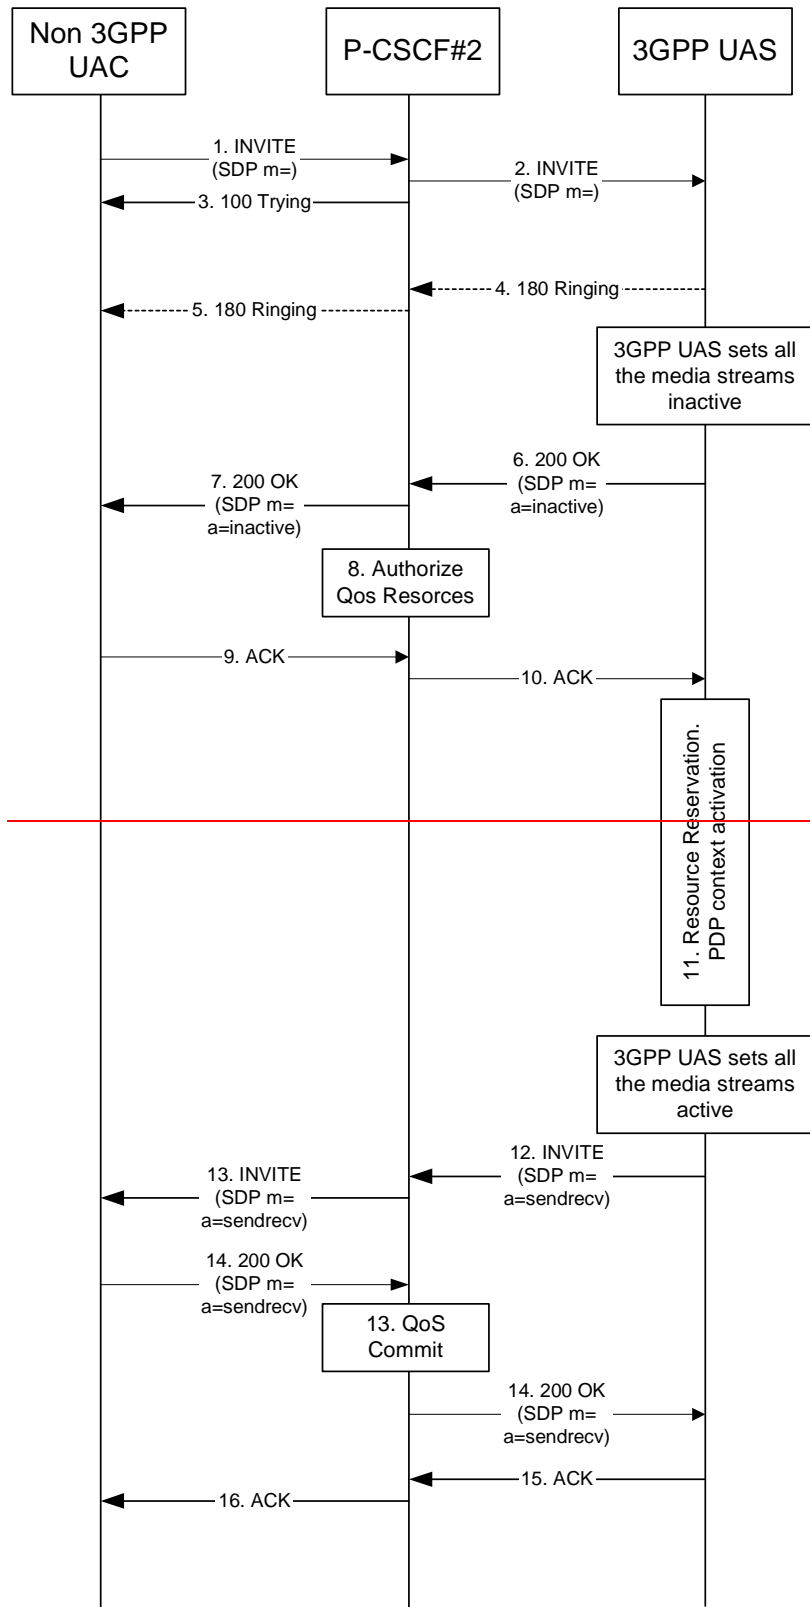 Non 3GPP
UAC
P-CSCF#2
3GPP UAS
1. INVITE
(SDP m=)
2. INVITE
(SDP m=)
3. 100 Trying
4. 180 Ringing
5. 180 Ringing
3GPP UAS sets all
the media streams
inactive
6. 200 OK
(SDP m=
a=inactive)
7. 200 OK
(SDP m=
a=inactive)
8. Authorize
Qos Resorces
9. ACK
10. ACK
11. Resource Reservation.
PDP context activation
3GPP UAS sets all
the media streams
active
12. INVITE
(SDP m=
a=sendrecv)
13. INVITE
(SDP m=
a=sendrecv)
14. 200 OK
(SDP m=
a=sendrecv)
13. QoS
Commit
14. 200 OK
(SDP m=
a=sendrecv)
15. ACK
16. ACK